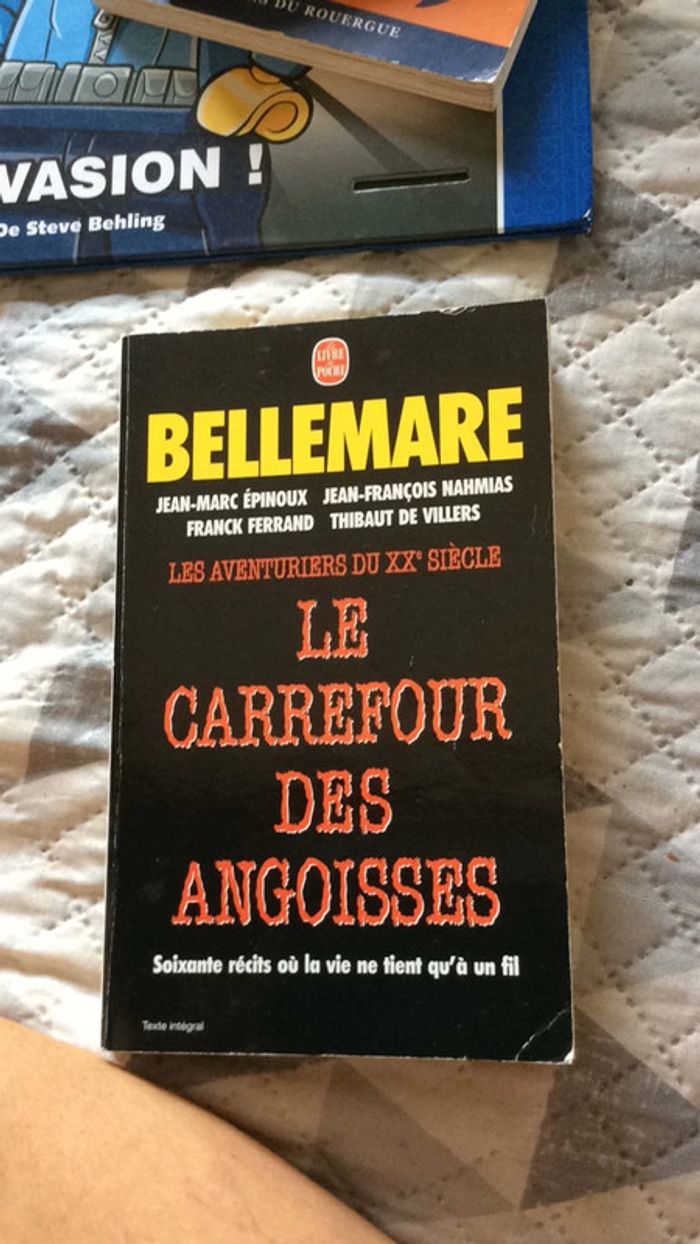 DU ROUERGUE
VASION !
De Steve Behling
LE
LIVRE
DE
POCHE
BELLEMARE
JEAN-MARC ÉPINOUX JEAN-FRANÇOIS NAHMIAS
FRANCK FERRAND THIBAUT DE VILLERS
LES AVENTURIERS DU XXᵉ SIÈCLE
LE
CARREFOUR
DES
ANGOISSES
Soixante récits où la vie ne tient qu'à un fil
Texte intégral